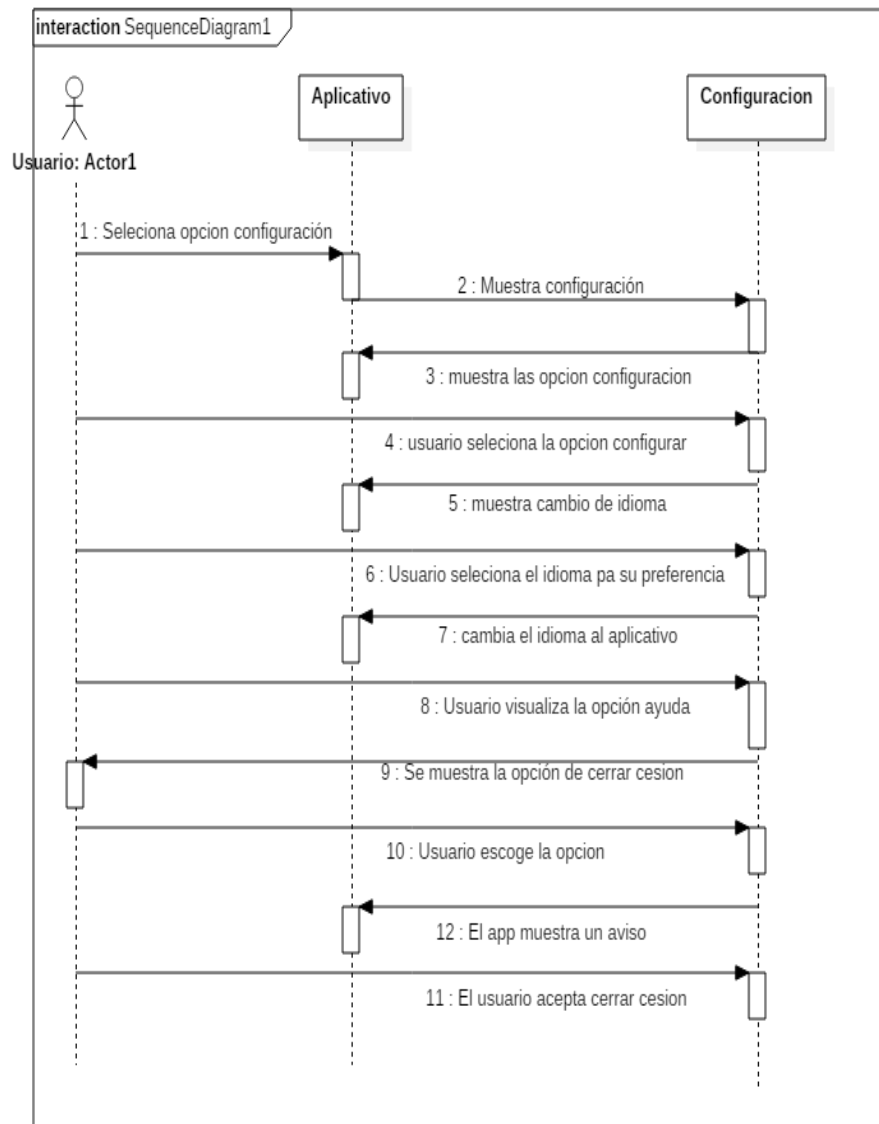 interaction SequenceDiagram1
Aplicativo
Configuracion
Usuario: Actor1
1 : Seleciona opcion configuración
2 : Muestra configuración
3 : muestra las opcion configuracion
4 : usuario seleciona la opcion configurar
5 : muestra cambio de idioma
6 : Usuario seleciona el idioma pa su preferencia
7 : cambia el idioma al aplicativo
8 : Usuario visualiza la opción ayuda
9 : Se muestra la opción de cerrar cesion
10 : Usuario escoge la opcion
12 : El app muestra un aviso
11 : El usuario acepta cerrar cesion